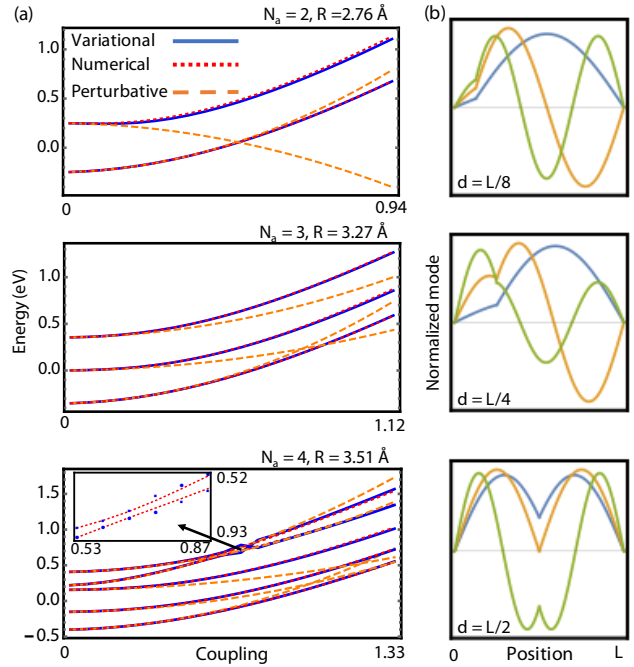 (a)
N_a = 2, R = 2.76 Å
Variational
Numerical
Perturbative
1.0
0.5
0.0
0
0.94
N_a = 3, R = 3.27 Å
1.0
0.5
0.0
0
1.12
Energy (eV)
N_a = 4, R = 3.51 Å
1.5
1.0
0.5
0.0
−0.5
0.52
0.93
0.53
0.87
0
Coupling
1.33
(b)
d = L/8
d = L/4
d = L/2
Normalized mode
0
Position
L